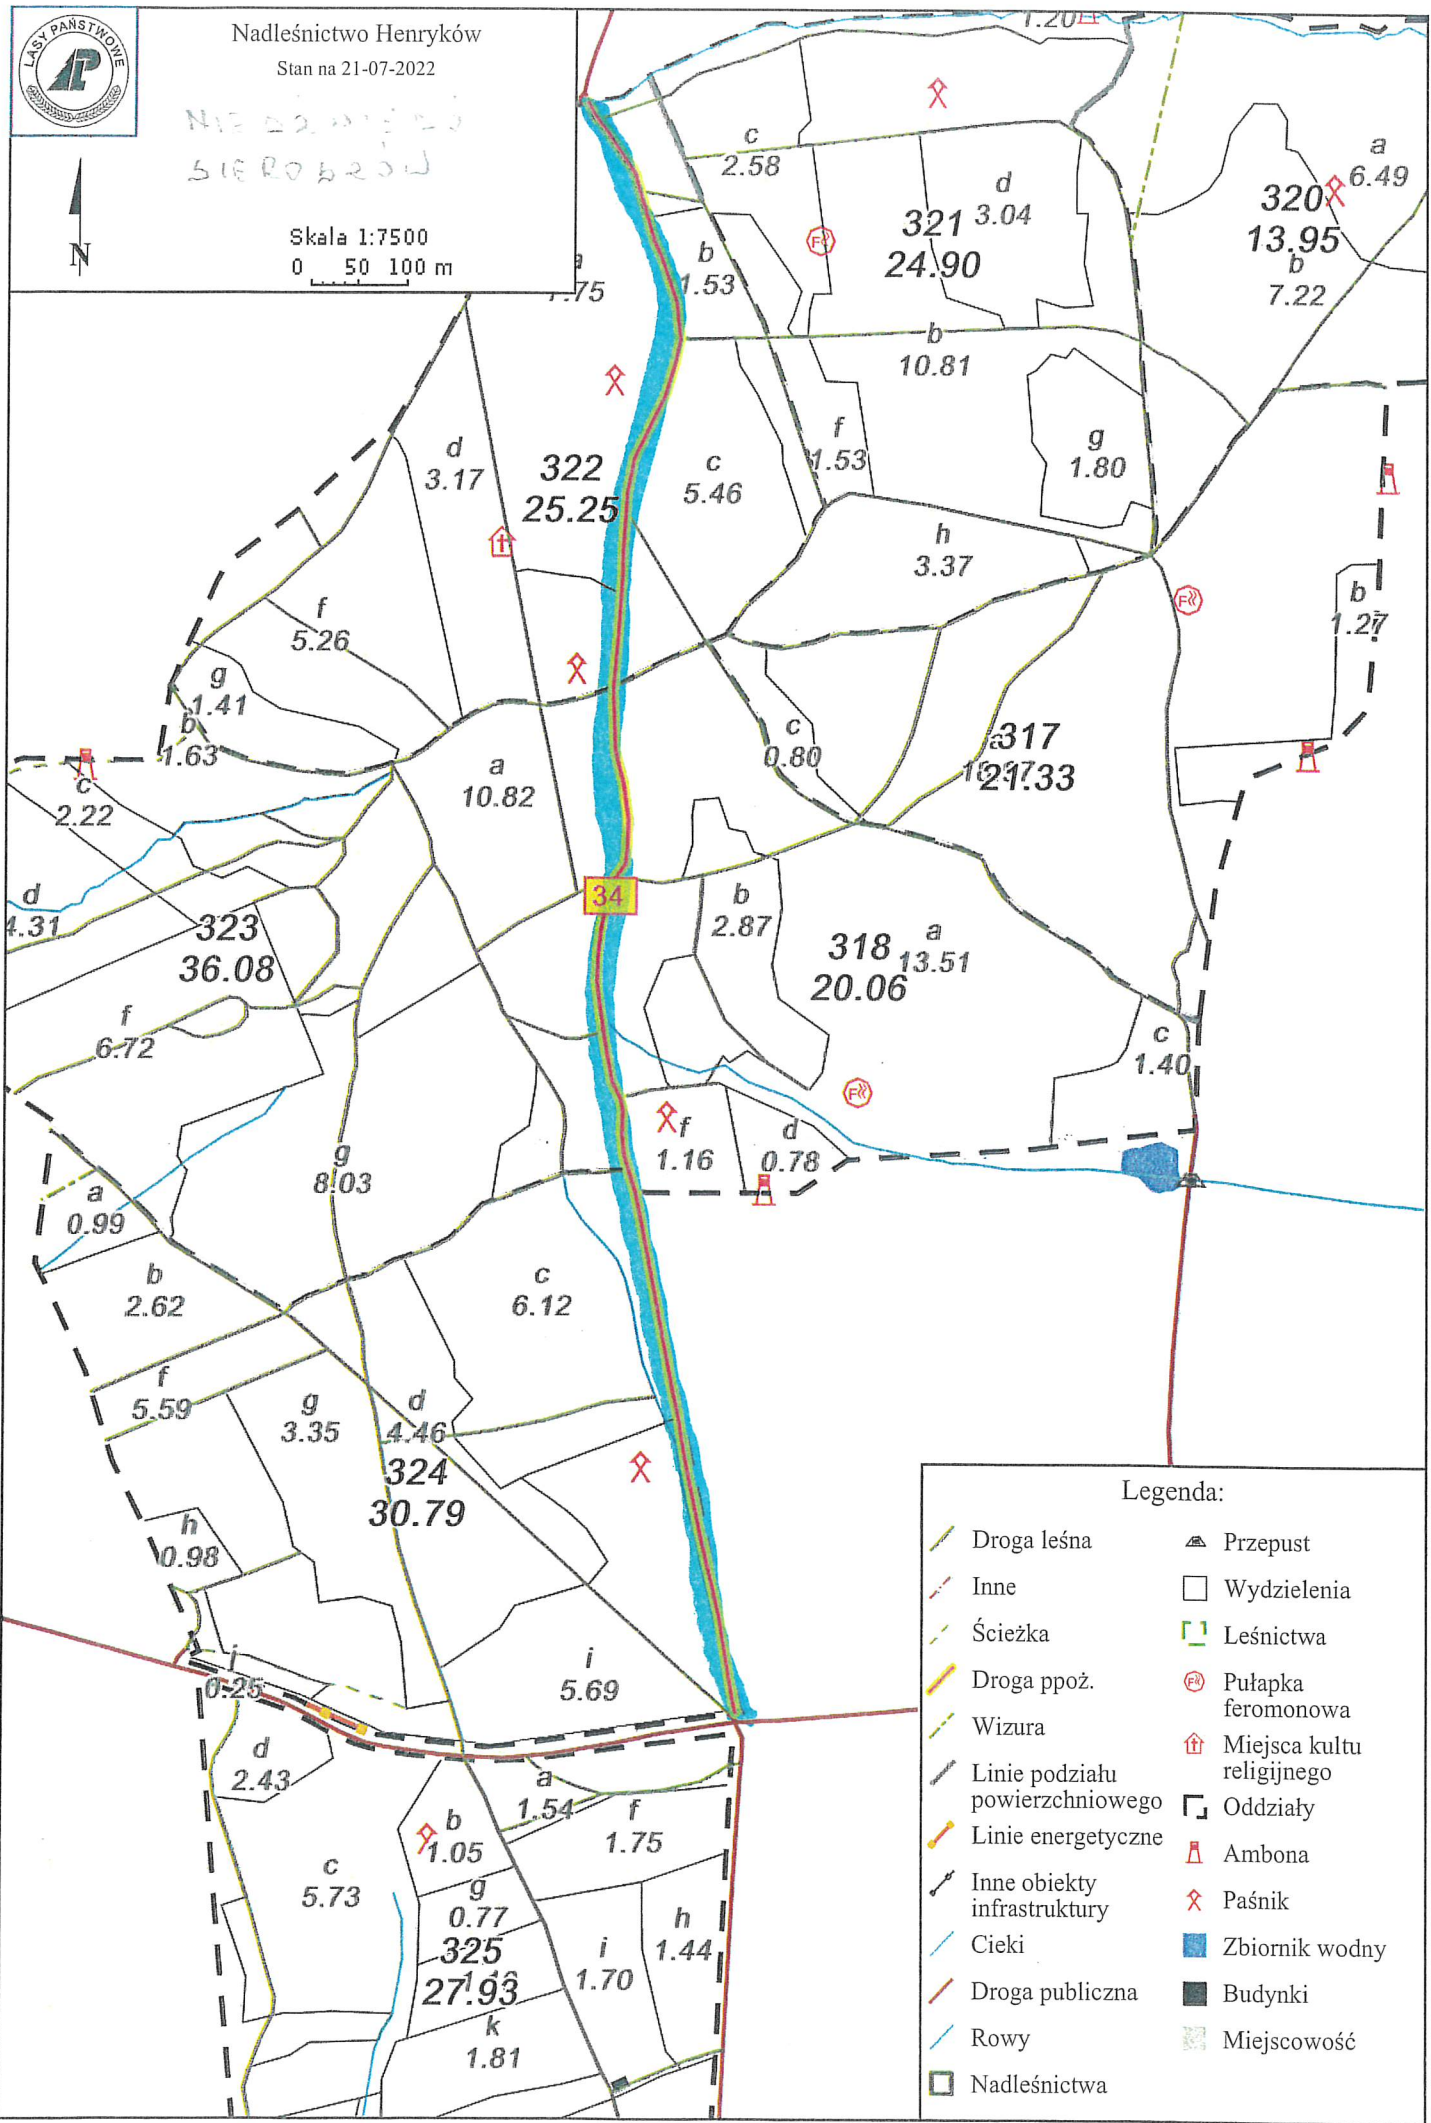 LASY PAŃSTWOWE
Nadleśnictwo Henryków
Stan na 21-07-2022
SIEROSZÓW
Skala 1:7500
0 50 100 m
N
1.20
c
2.58
d
3.04
321
24.90
a
6.49
320
13.95
b
7.22
b
1.53
b
10.81
d
3.17
322
25.25
c
5.46
f
1.53
g
1.80
h
3.37
f
5.26
b
1.27
g
1.41
b
1.63
c
0.80
317
21.33
a
10.82
c
2.22
d
4.31
34
323
36.08
b
2.87
318
20.06
a
13.51
f
6.72
c
1.40
g
8.03
f
1.16
d
0.78
a
0.99
b
2.62
c
6.12
f
5.59
g
3.35
d
4.46
324
30.79
h
0.98
i
0.25
i
5.69
d
2.43
a
1.54
b
1.05
f
1.75
c
5.73
g
0.77
325
27.93
h
1.44
i
1.70
k
1.81
Legenda:
Droga leśna
Inne
Ścieżka
Droga ppoż.
Wizura
Linie podziału
powierzchniowego
Linie energetyczne
Inne obiekty
infrastruktury
Cieki
Droga publiczna
Rowy
Nadleśnictwa
Przepust
Wydzielenia
Leśnictwa
Pułapka
feromonowa
Miejsca kultu
religijnego
Oddziały
Ambona
Paśnik
Zbiornik wodny
Budynki
Miejscowość